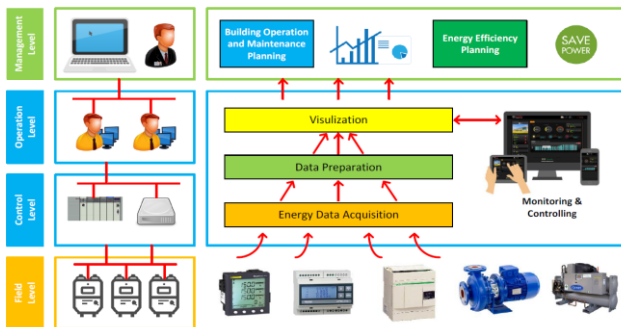 Management
Level
Building Operation
and Maintenance
Planning
Energy Efficiency
Planning
SAVE
POWER
Operation
Level
Visulization
Data Preparation
Monitoring &
Controlling
Control
Level
Energy Data Acquisition
Field
Level